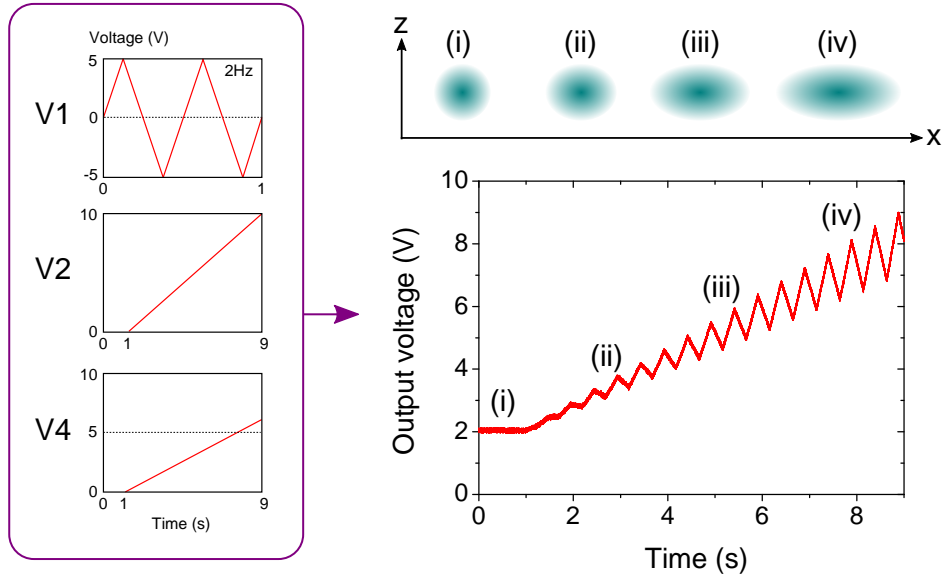 Voltage (V)
V1
5
0
-5
2Hz
0 1
V2
10
0
0 1 9
V4
10
5
0
0 1 9
Time (s)
z
(i) (ii) (iii) (iv)
x
Output voltage (V)
10
8
6
4
2
0
(i)
(ii)
(iii)
(iv)
0 2 4 6 8
Time (s)